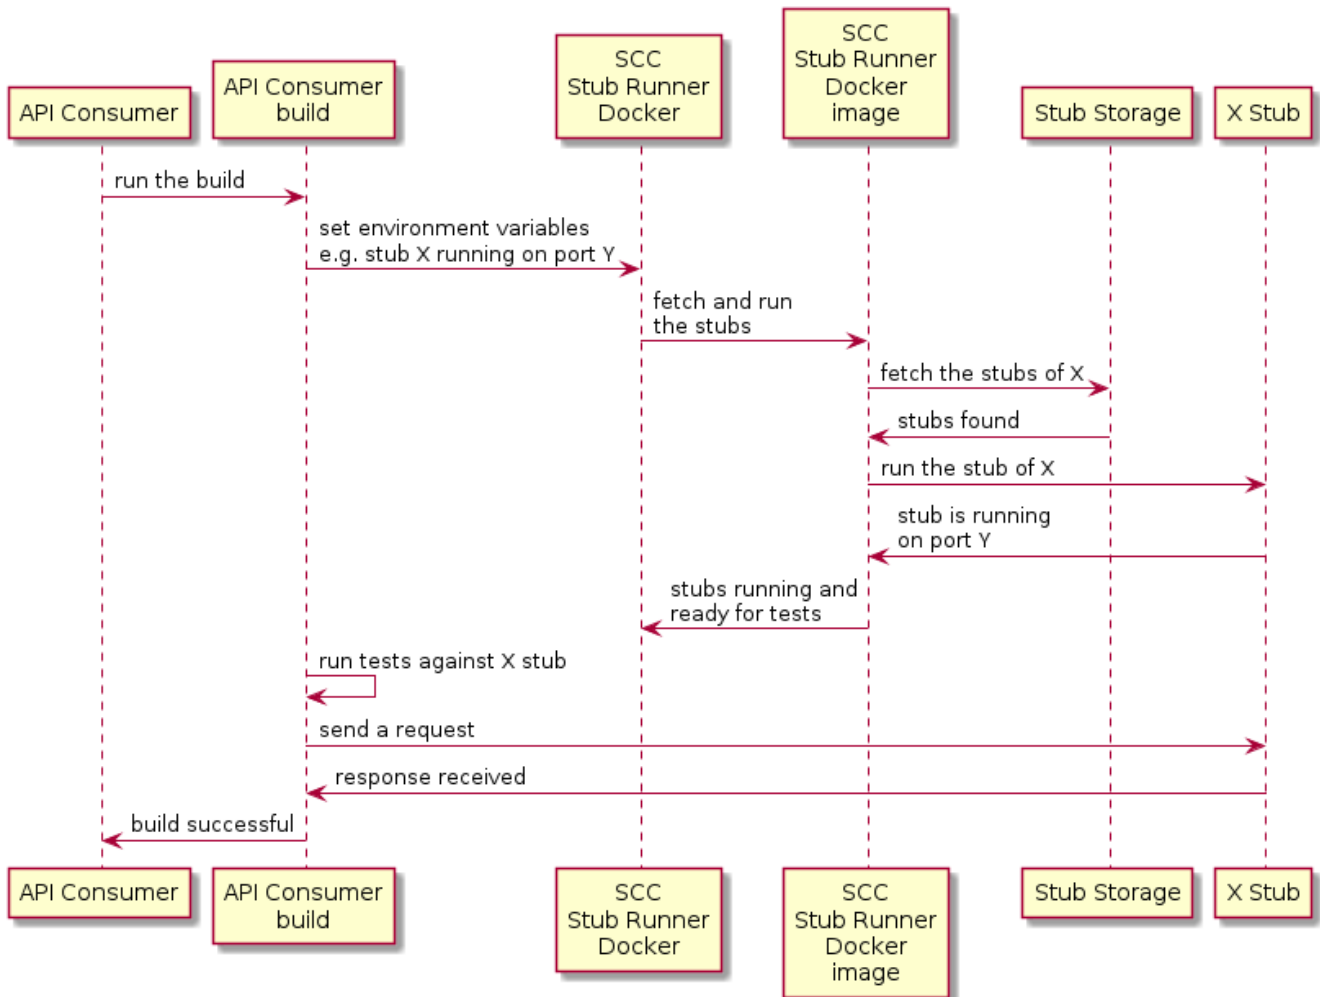 API Consumer
API Consumer
build
SCC
Stub Runner
Docker
SCC
Stub Runner
Docker
image
Stub Storage
X Stub
run the build
set environment variables
e.g. stub X running on port Y
fetch and run
the stubs
fetch the stubs of X
stubs found
run the stub of X
stub is running
on port Y
stubs running and
ready for tests
run tests against X stub
send a request
response received
build successful
API Consumer
API Consumer
build
SCC
Stub Runner
Docker
SCC
Stub Runner
Docker
image
Stub Storage
X Stub